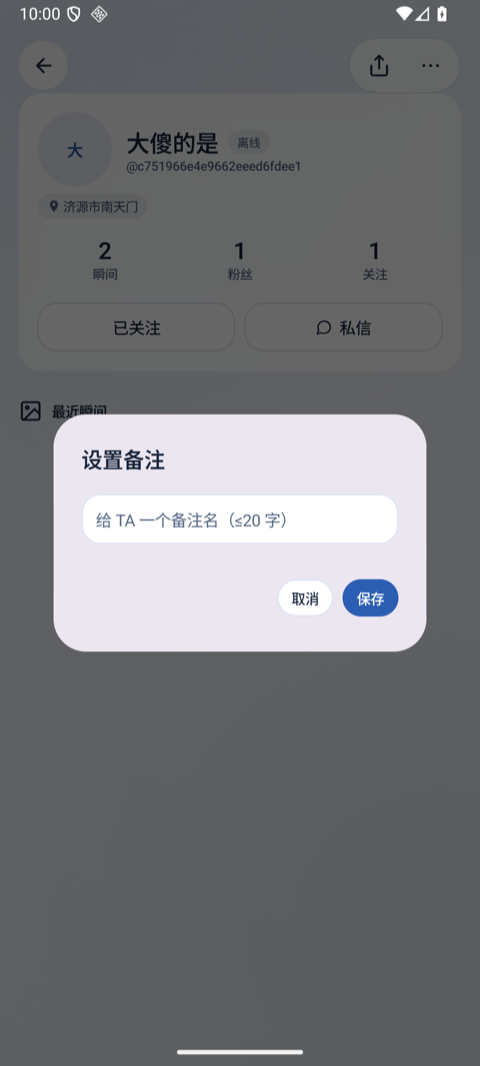 10:00
大
大傻的是 离线
@c751966e4e9662eeed6fdee1
济源市南天门
2 1 1
瞬间 粉丝 关注
已关注 私信
最近瞬间
设置备注
给 TA 一个备注名（≤20 字）
取消 保存